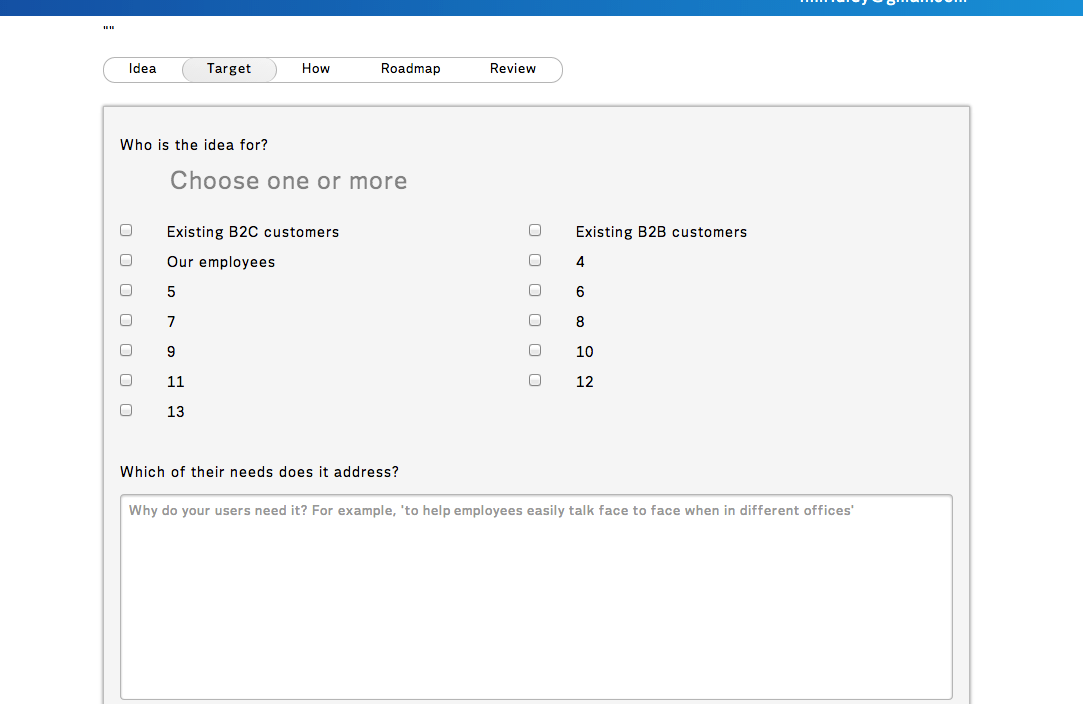 ""
Idea Target How Roadmap Review
Who is the idea for?
Choose one or more
Existing B2C customers Existing B2B customers
Our employees 4
5 6
7 8
9 10
11 12
13
Which of their needs does it address?
Why do your users need it? For example, 'to help employees easily talk face to face when in different offices'